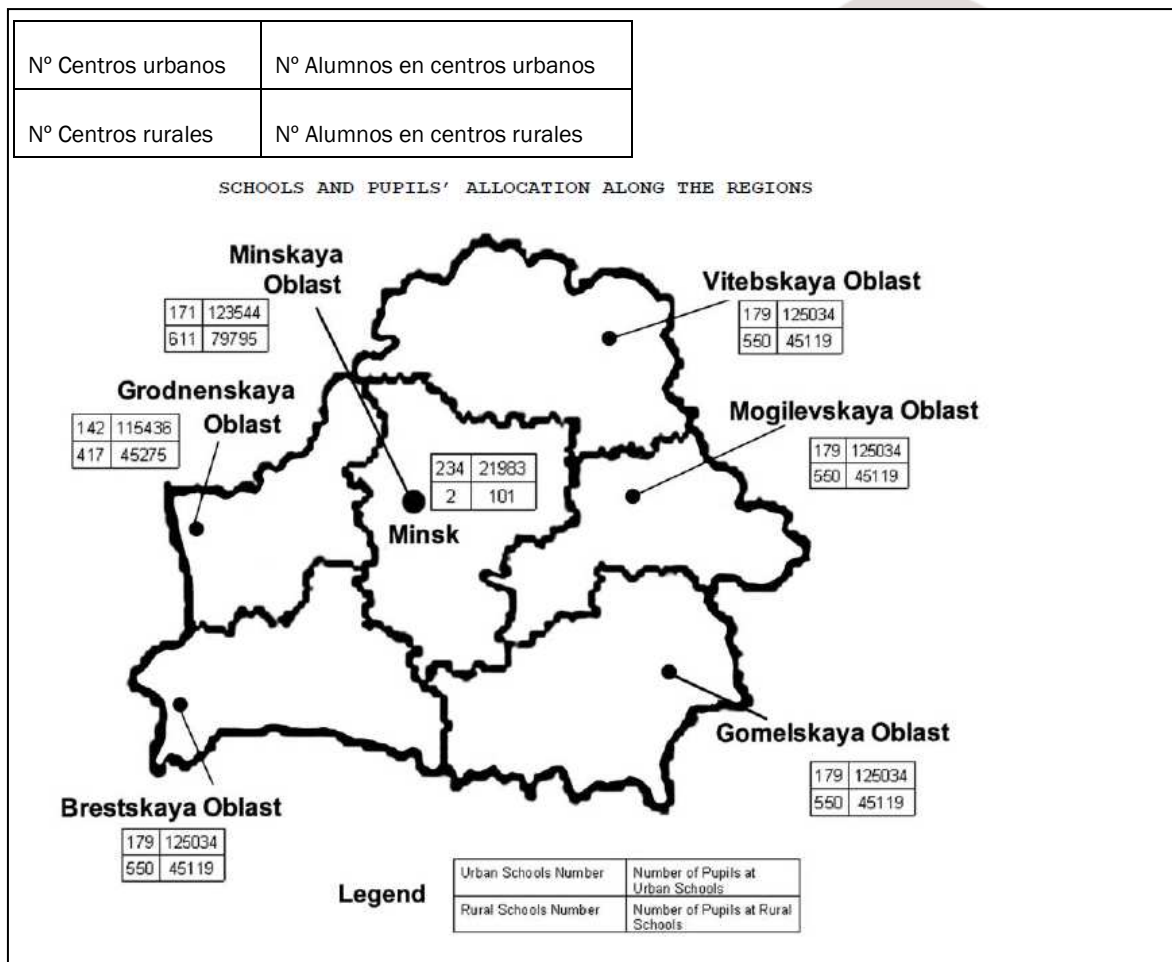 Nº Centros urbanos Nº Alumnos en centros urbanos
Nº Centros rurales Nº Alumnos en centros rurales
SCHOOLS AND PUPILS' ALLOCATION ALONG THE REGIONS
Minskaya
Oblast
171 123544
611 79795
Vitebskaya Oblast
179 125034
550 45119
Grodnenskaya
Oblast
142 115436
417 45275
Mogilevskaya Oblast
179 125034
550 45119
234 21983
2 101
Minsk
Gomelskaya Oblast
179 125034
550 45119
Brestskaya Oblast
179 125034
550 45119
Legend
Urban Schools Number Number of Pupils at
Urban Schools
Rural Schools Number Number of Pupils at Rural
Schools